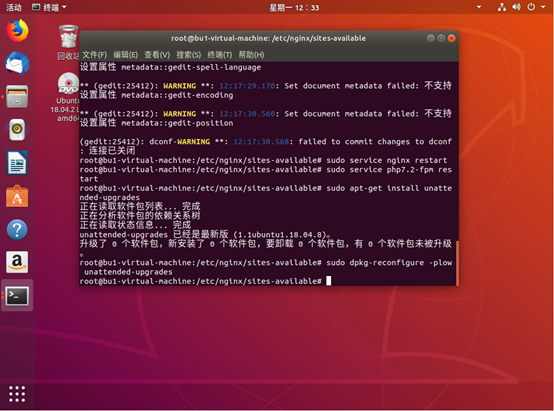 活动
终端
星期一 12:33
root@bu1-virtual-machine: /etc/nginx/sites-available
文件(F) 编辑(E) 查看(V) 搜索(S) 终端(T) 帮助(H)
设置属性 metadata::gedit-spell-language
** (gedit:25412): WARNING **: 12:17:29.170: Set document metadata failed: 不支持
设置属性 metadata::gedit-encoding
** (gedit:25412): WARNING **: 12:17:30.560: Set document metadata failed: 不支持
设置属性 metadata::gedit-position
(gedit:25412): dconf-WARNING **: 12:17:30.568: failed to commit changes to dconf
: 连接已关闭
root@bu1-virtual-machine:/etc/nginx/sites-available# sudo service nginx restart
root@bu1-virtual-machine:/etc/nginx/sites-available# sudo service php7.2-fpm res
tart
root@bu1-virtual-machine:/etc/nginx/sites-available# sudo apt-get install unatte
nded-upgrades
正在读取软件包列表... 完成
正在分析软件包的依赖关系树
正在读取状态信息... 完成
unattended-upgrades 已经是最新版 (1.1ubuntu1.18.04.8)。
升级了 0 个软件包，新安装了 0 个软件包，要卸载 0 个软件包，有 0 个软件包未被升级
。
root@bu1-virtual-machine:/etc/nginx/sites-available# sudo dpkg-reconfigure -plow
unattended-upgrades
root@bu1-virtual-machine:/etc/nginx/sites-available#
回收站
DVD
Ubuntu
18.04.2 L
amd6